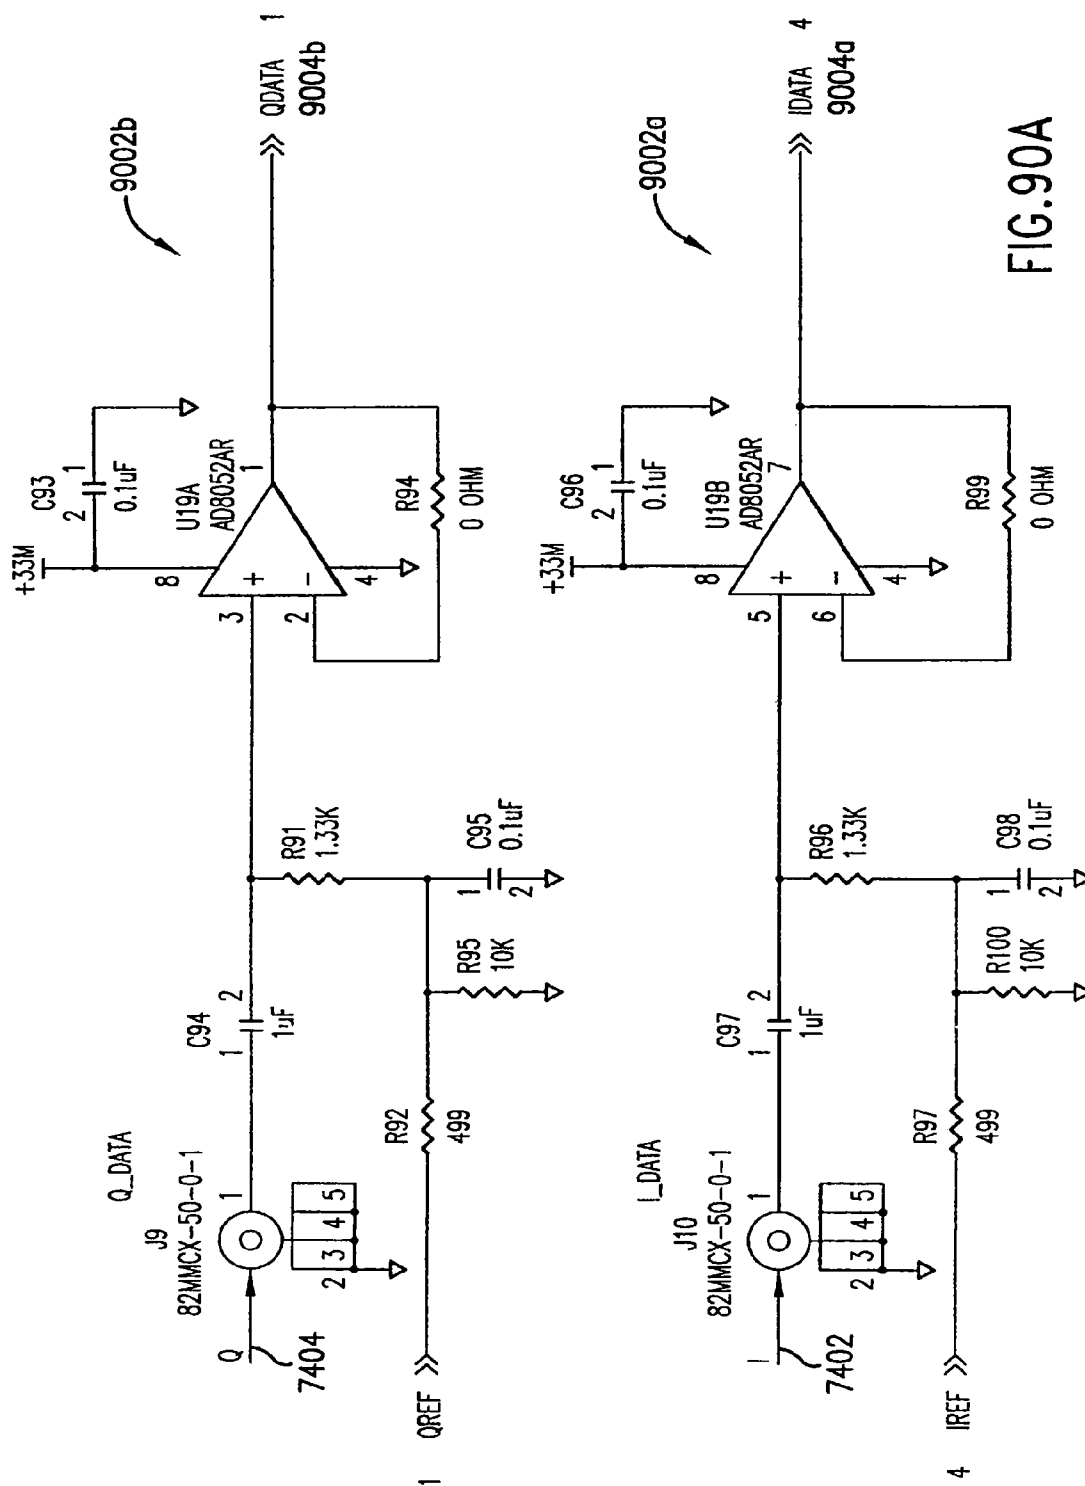 Q_DATA
J9
82MMCX-50-0-1
Q
7404
1
2
3
4
5
C94
1
2
1uF
R91
1.33K
1 QREF
R92
499
R95
10K
C95
0.1uF
1
2
+33M
C93
2
1
0.1uF
U19A
AD8052AR
8
3
+
2
-
4
1
R94
0 OHM
9002b
QDATA 1
9004b
I_DATA
J10
82MMCX-50-0-1
I
7402
1
2
3
4
5
C97
1
2
1uF
R96
1.33K
4 IREF
R97
499
R100
10K
C98
0.1uF
1
2
+33M
C96
2
1
0.1uF
U19B
AD8052AR
8
5
+
6
-
4
7
R99
0 OHM
9002a
IDATA 4
9004a
FIG.90A